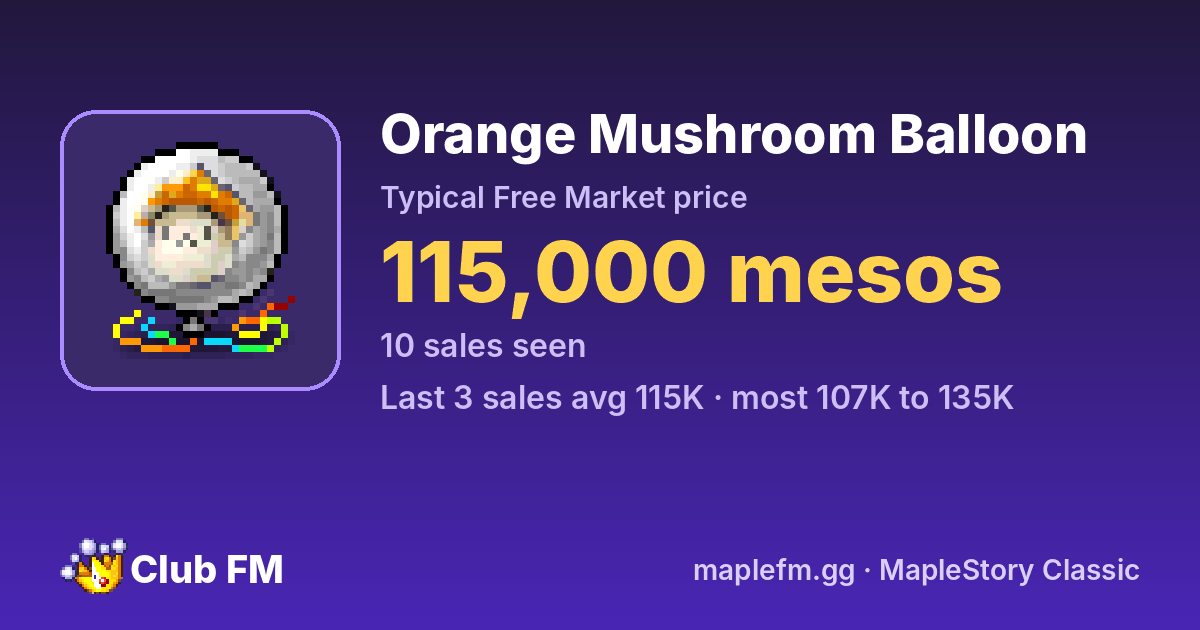 Orange Mushroom Balloon
Typical Free Market price
115,000 mesos
10 sales seen
Last 3 sales avg 115K · most 107K to 135K
Club FM
maplefm.gg · MapleStory Classic